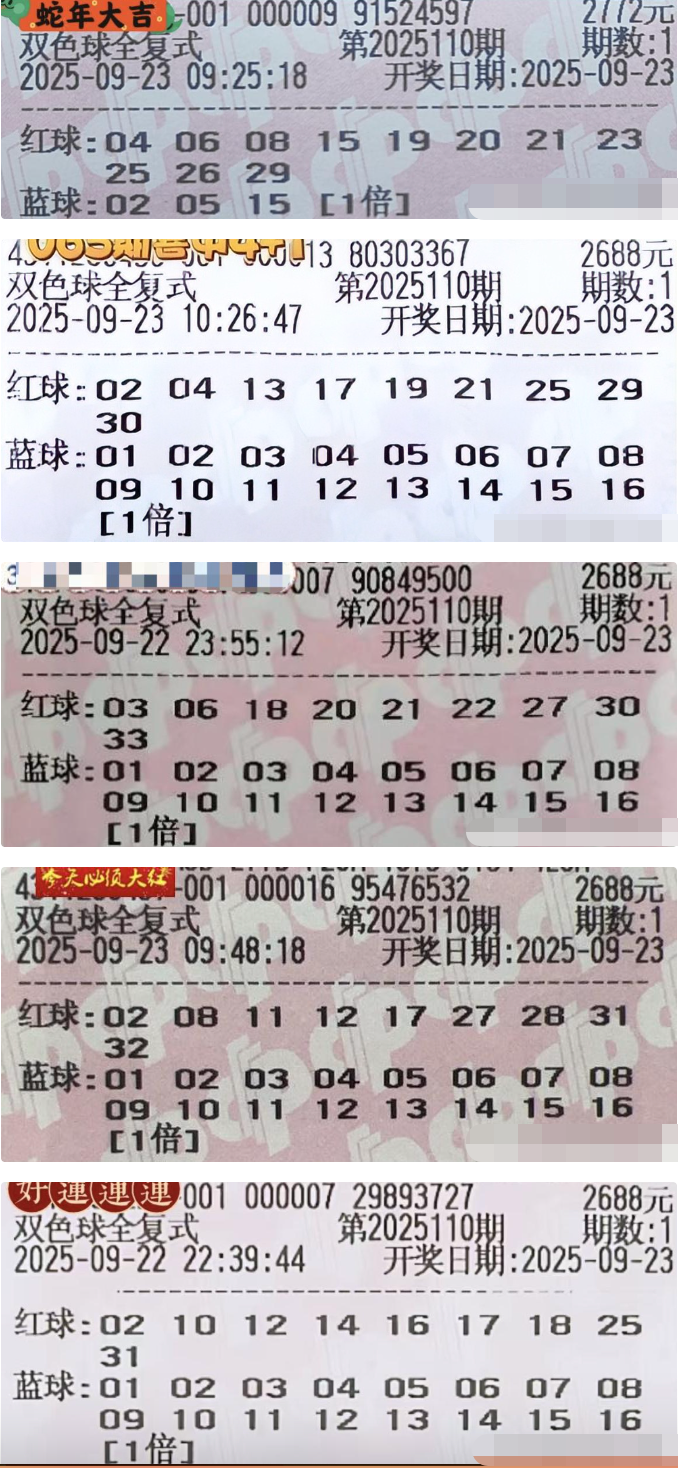 蛇年大吉
-001 000009 91524597 2772元
双色球全复式 第2025110期 期数:1
2025-09-23 09:25:18 开奖日期:2025-09-23
红球:04 06 08 15 19 20 21 23
25 26 29
蓝球:02 05 15 [1倍]
13 80303367 2688元
双色球全复式 第2025110期 期数:1
2025-09-23 10:26:47 开奖日期:2025-09-23
红球:02 04 13 17 19 21 25 29
30
蓝球:01 02 03 04 05 06 07 08
09 10 11 12 13 14 15 16
[1倍]
007 90849500 2688元
双色球全复式 第2025110期 期数:1
2025-09-22 23:55:12 开奖日期:2025-09-23
红球:03 06 18 20 21 22 27 30
33
蓝球:01 02 03 04 05 06 07 08
09 10 11 12 13 14 15 16
[1倍]
今天必须大红
-001 000016 95476532 2688元
双色球全复式 第2025110期 期数:1
2025-09-23 09:48:18 开奖日期:2025-09-23
红球:02 08 11 12 17 27 28 31
32
蓝球:01 02 03 04 05 06 07 08
09 10 11 12 13 14 15 16
[1倍]
好運連連
001 000007 29893727 2688元
双色球全复式 第2025110期 期数:1
2025-09-22 22:39:44 开奖日期:2025-09-23
红球:02 10 12 14 16 17 18 25
31
蓝球:01 02 03 04 05 06 07 08
09 10 11 12 13 14 15 16
[1倍]